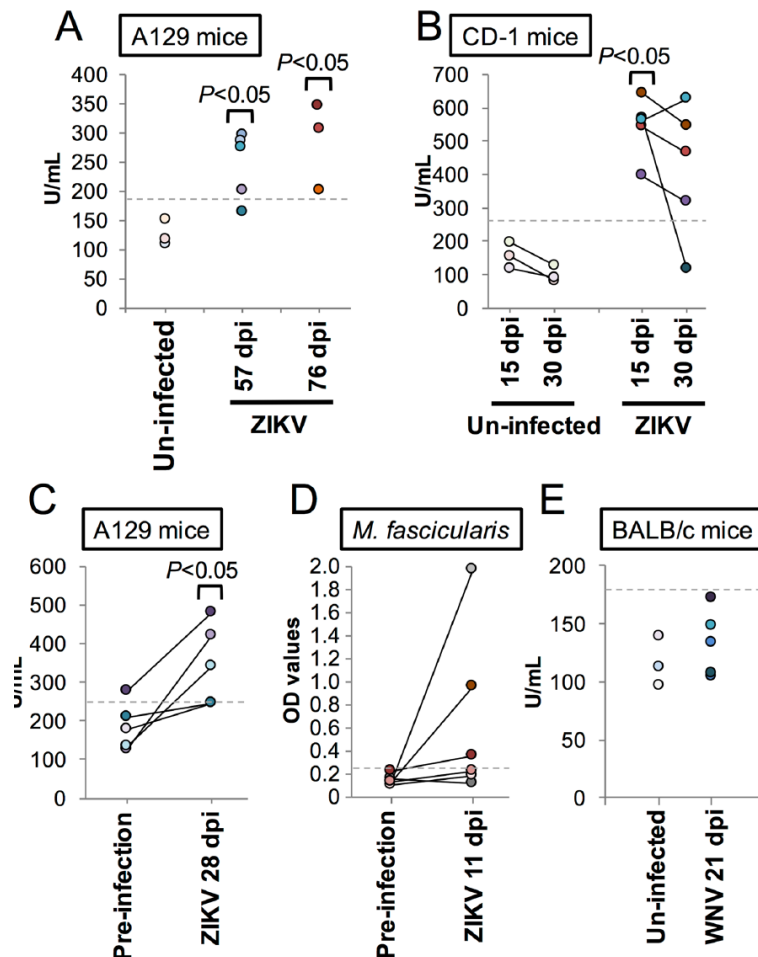 A
A129 mice
P<0.05
P<0.05
400
350
300
250
200
150
100
50
0
U/mL
Un-infected
57 dpi
76 dpi
ZIKV
B
CD-1 mice
P<0.05
700
600
500
400
300
200
100
0
U/mL
15 dpi
30 dpi
15 dpi
30 dpi
Un-infected
ZIKV
C
A129 mice
P<0.05
600
500
400
300
200
100
0
U/mL
Pre-infection
ZIKV 28 dpi
D
M. fascicularis
2.0
1.8
1.6
1.4
1.2
1.0
0.8
0.6
0.4
0.2
0
OD values
Pre-infection
ZIKV 11 dpi
E
BALB/c mice
200
150
100
50
0
U/mL
Un-infected
WNV 21 dpi